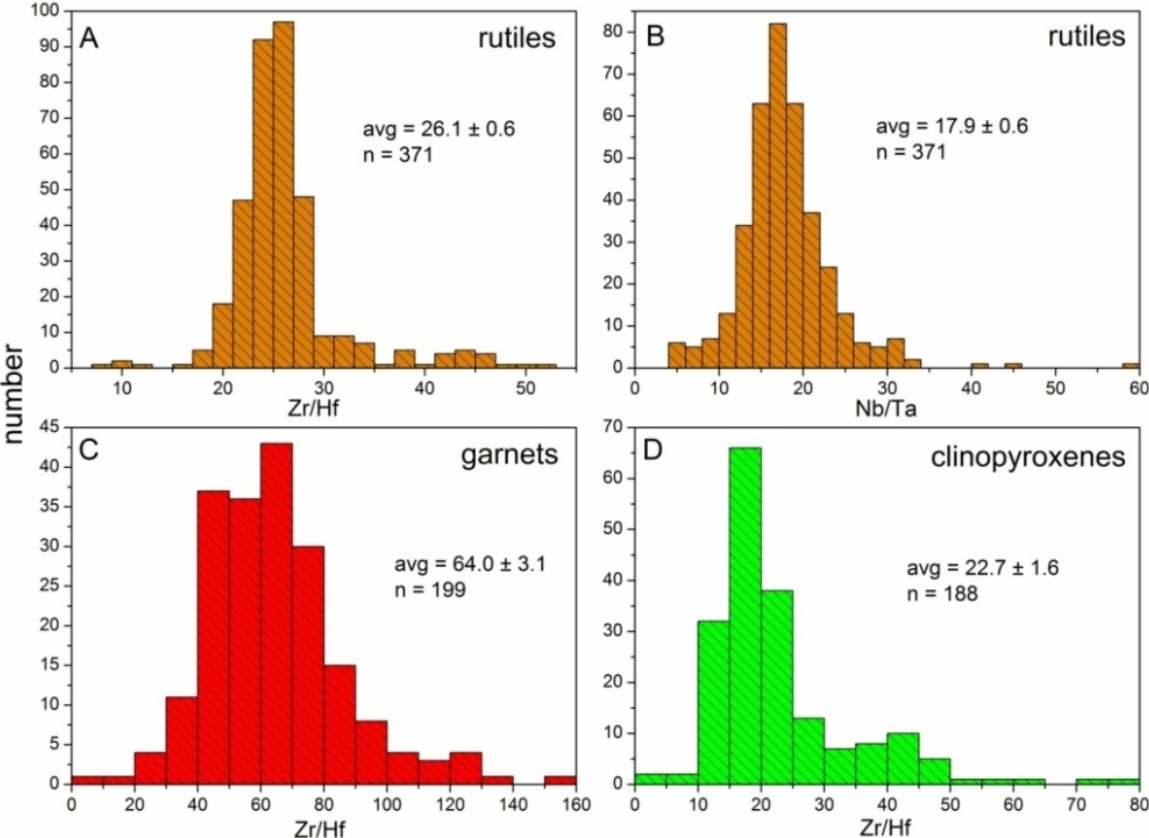 A
rutiles
avg = 26.1 ± 0.6
n = 371
100
90
80
70
60
50
40
30
20
10
0
10 20 30 40 50
Zr/Hf
B
rutiles
avg = 17.9 ± 0.6
n = 371
80
70
60
50
40
30
20
10
0
0 10 20 30 40 50 60
Nb/Ta
number
C
garnets
avg = 64.0 ± 3.1
n = 199
45
40
35
30
25
20
15
10
5
0
0 20 40 60 80 100 120 140 160
Zr/Hf
D
clinopyroxenes
avg = 22.7 ± 1.6
n = 188
70
60
50
40
30
20
10
0
0 10 20 30 40 50 60 70 80
Zr/Hf